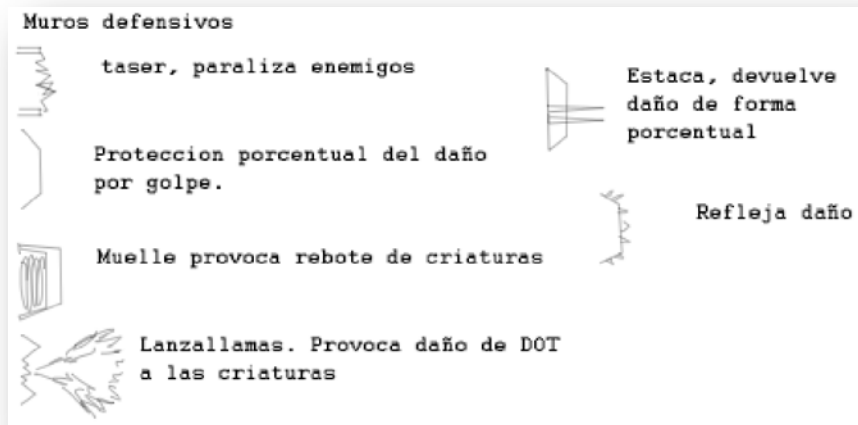 Muros defensivos
taser, paraliza enemigos
Proteccion porcentual del daño
por golpe.
Muelle provoca rebote de criaturas
Lanzallamas. Provoca daño de DOT
a las criaturas
Estaca, devuelve
daño de forma
porcentual
Refleja daño